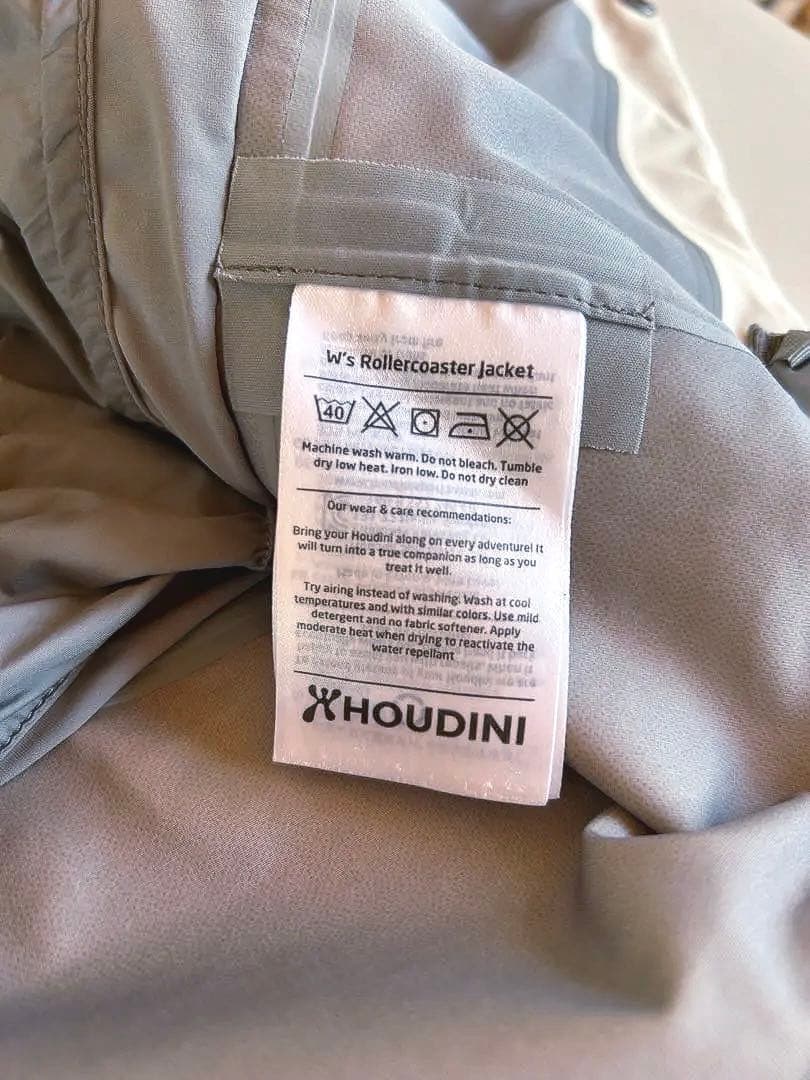 W's Rollercoaster Jacket
40
Machine wash warm. Do not bleach. Tumble
dry low heat. Iron low. Do not dry clean
Our wear & care recommendations:
Bring your Houdini along on every adventure! It
will turn into a true companion as long as you
treat it well.
Try airing instead of washing. Wash at cool
temperatures and with similar colors. Use mild
detergent and no fabric softener. Apply
moderate heat when drying to reactivate the
water repellant
HOUDINI